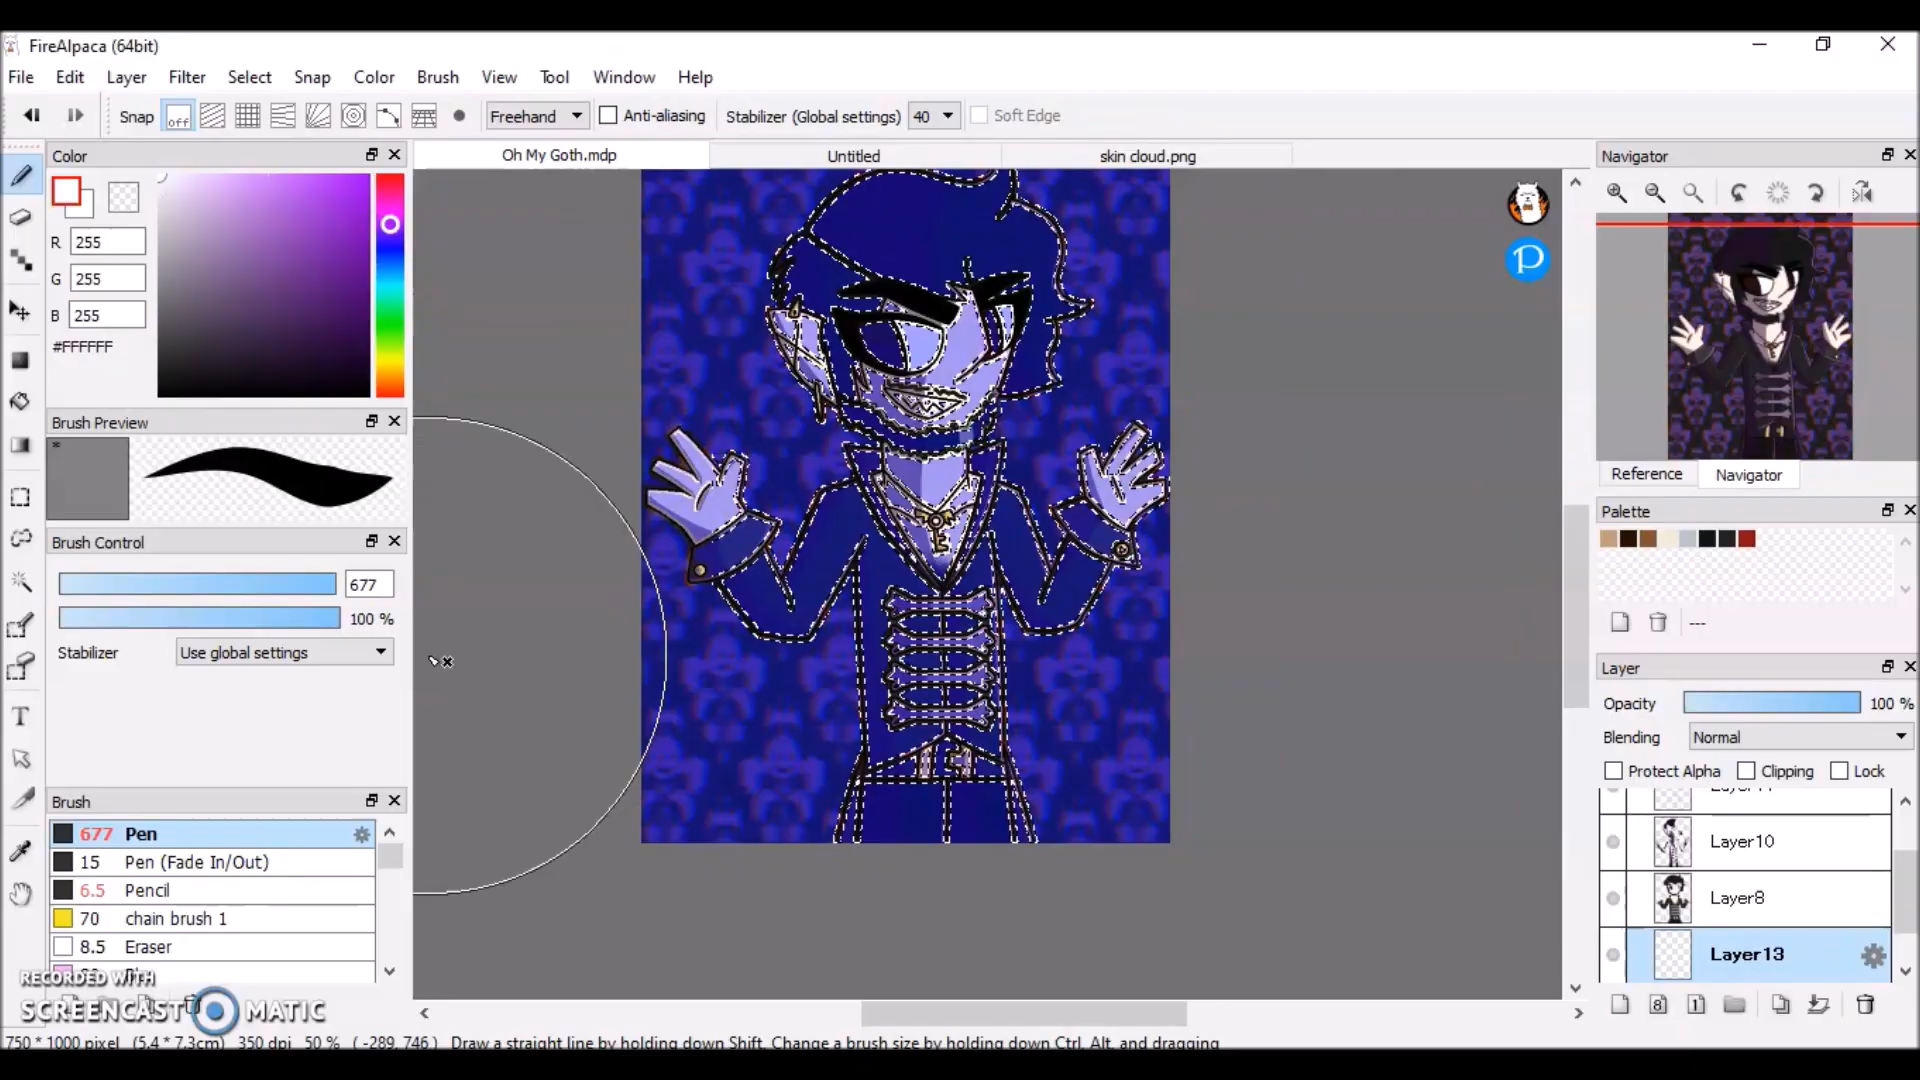 FireAlpaca (64bit)
File Edit Layer Filter Select Snap Color Brush View Tool Window Help
Snap off Freehand Anti-aliasing Stabilizer (Global settings) 40 Soft Edge
Color
Oh My Goth.mdp Untitled skin cloud.png
Navigator
R 255
G 255
B 255
#FFFFFF
Brush Preview
*
Reference Navigator
Palette
Brush Control
677
100 %
Stabilizer Use global settings
---
Layer
Opacity 100 %
Blending Normal
Protect Alpha Clipping Lock
Layer10
Layer8
Layer13
Brush
677 Pen
15 Pen (Fade In/Out)
6.5 Pencil
70 chain brush 1
8.5 Eraser
RECORDED WITH
SCREENCAST MATIC
750 * 1000 pixel (5.4 * 7.3cm) 350 dpi 50 % ( -289, 746 ) Draw a straight line by holding down Shift, Change a brush size by holding down Ctrl, Alt, and dragging